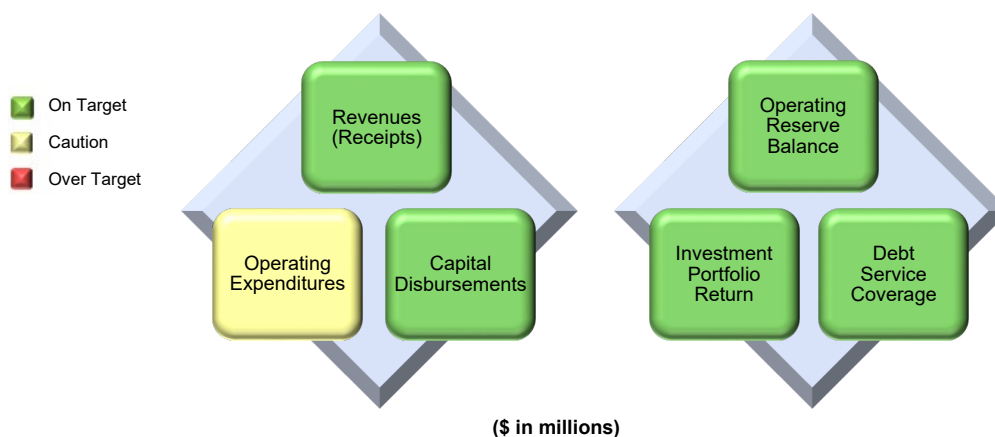 On Target
Caution
Over Target
Revenues
(Receipts)
Operating
Expenditures
Capital
Disbursements
Operating
Reserve
Balance
Investment
Portfolio
Return
Debt
Service
Coverage
($ in millions)